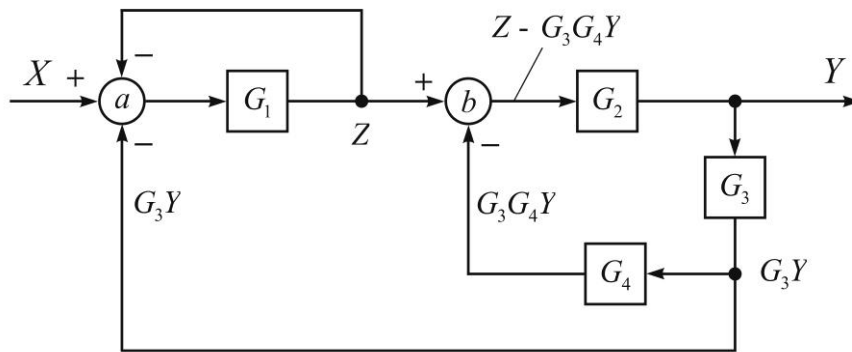 Z - G₃G₄Y
−
X + a G₁ + b G₂ Y
−
Z
−
G₃
G₃Y
G₃G₄Y
G₄
G₃Y